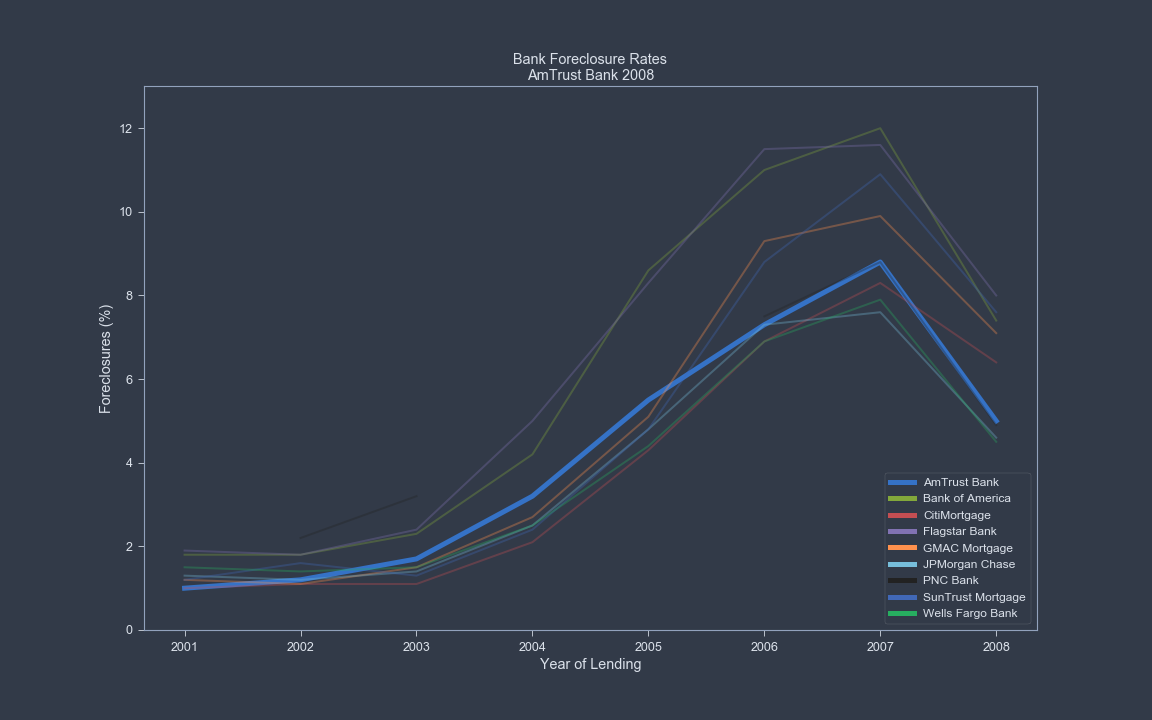 Bank Foreclosure Rates
AmTrust Bank 2008
Foreclosures (%)
12
10
8
6
4
2
0
2001 2002 2003 2004 2005 2006 2007 2008
Year of Lending
AmTrust Bank
Bank of America
CitiMortgage
Flagstar Bank
GMAC Mortgage
JPMorgan Chase
PNC Bank
SunTrust Mortgage
Wells Fargo Bank